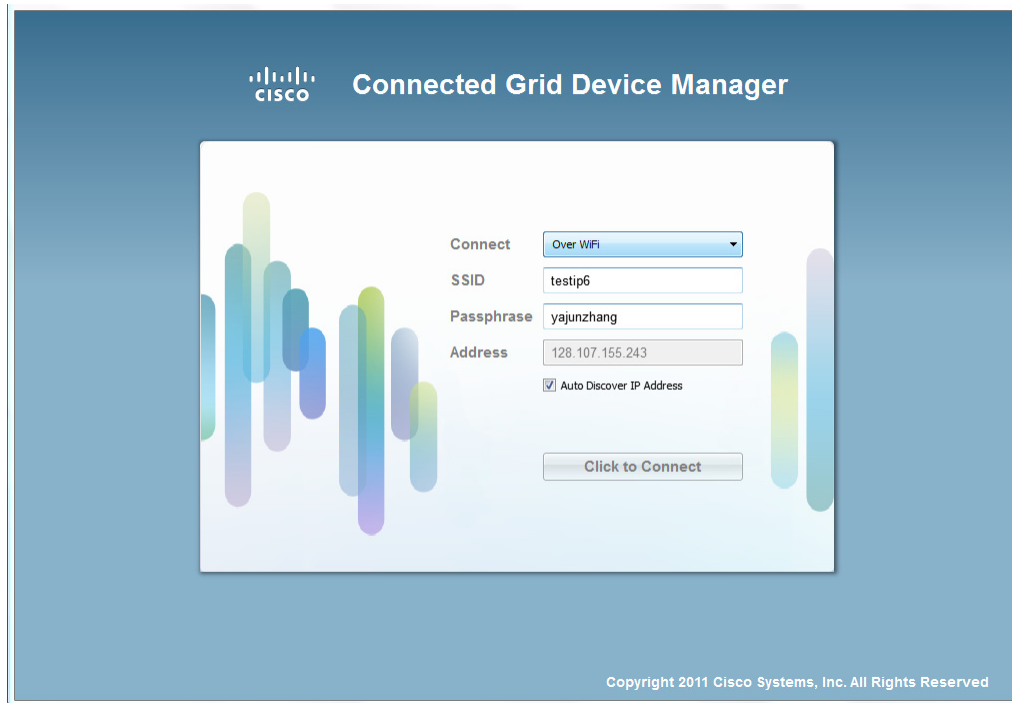 CISCO
Connected Grid Device Manager
Connect Over WiFi
SSID testip6
Passphrase yajunzhang
Address 128.107.155.243
Auto Discover IP Address
Click to Connect
Copyright 2011 Cisco Systems, Inc. All Rights Reserved